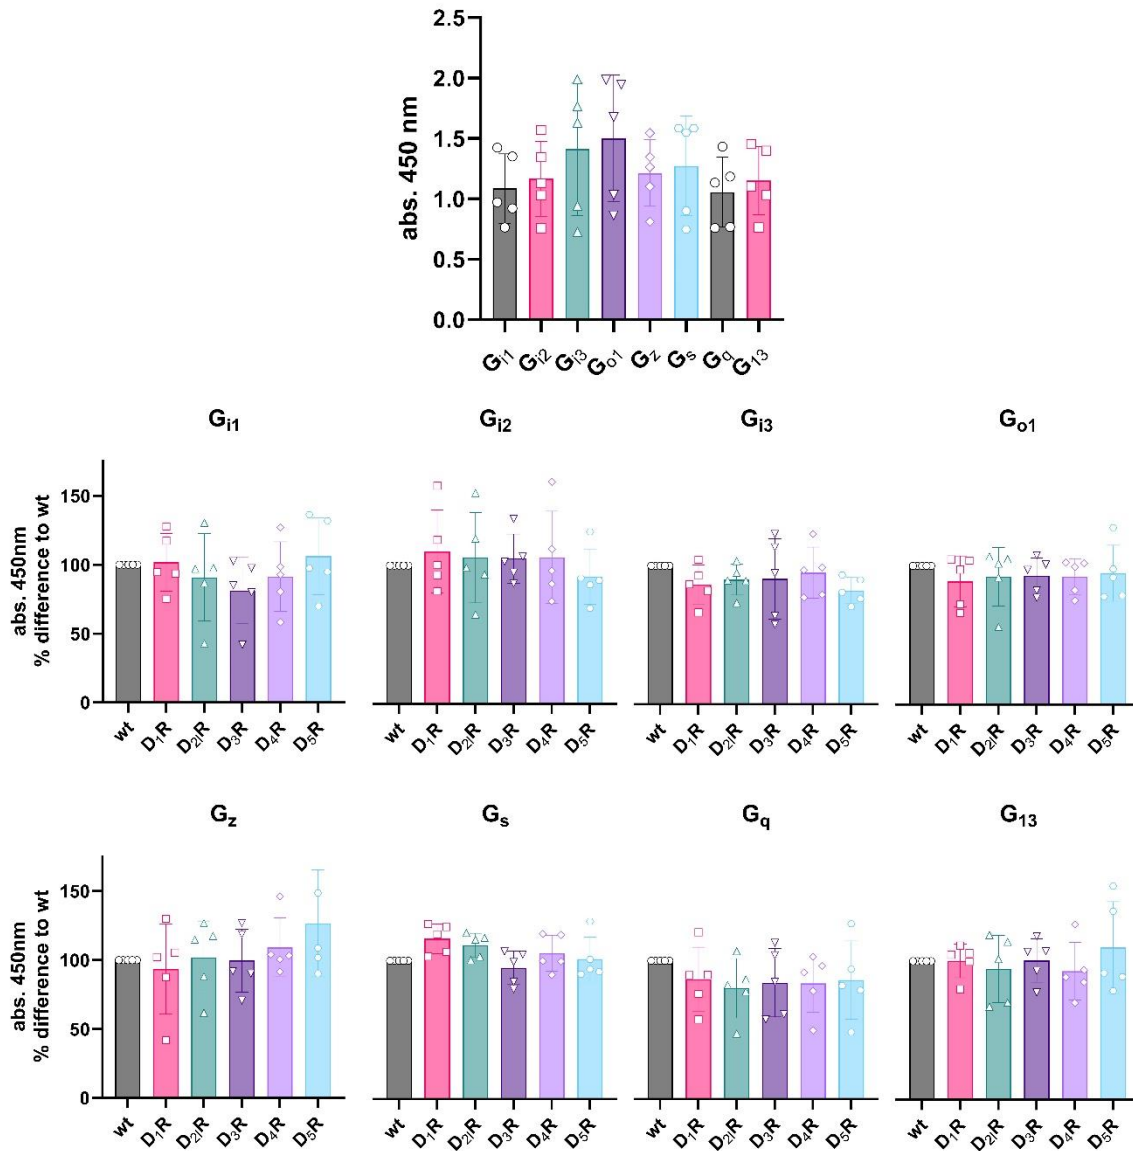 2.5
2.0
1.5
1.0
0.5
0.0
abs. 450 nm
Gi1 Gi2 Gi3 Go1 Gz Gs Gq G13
Gi1 Gi2 Gi3 Go1
150
100
50
0
abs. 450nm
% difference to wt
wt D1R D2lR D3R D4R D5R wt D1R D2lR D3R D4R D5R wt D1R D2lR D3R D4R D5R wt D1R D2lR D3R D4R D5R
Gz Gs Gq G13
150
100
50
0
abs. 450nm
% difference to wt
wt D1R D2lR D3R D4R D5R wt D1R D2lR D3R D4R D5R wt D1R D2lR D3R D4R D5R wt D1R D2lR D3R D4R D5R